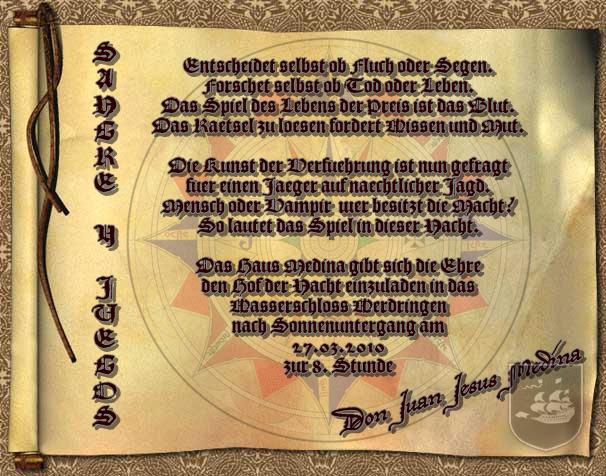 SANGRE
Y
JUEGOS
Entscheidet selbst ob Fluch oder Segen.
Forschet selbst ob Tod oder Leben.
Das Spiel des Lebens der Preis ist das Blut.
Das Raetsel zu loesen fordert Wissen und Mut.
Die Kunst der Verfuehrung ist nun gefragt
fuer einen Jaeger auf naechtlicher Jagd.
Mensch oder Vampir wer besitzt die Macht?
So lautet das Spiel in dieser Nacht.
Das Haus Medina gibt sich die Ehre
den Hof der Nacht einzuladen in das
Wasserschloss Werdringen
nach Sonnenuntergang am
27.03.2010
zur 8. Stunde
Don Juan Jesus Medina